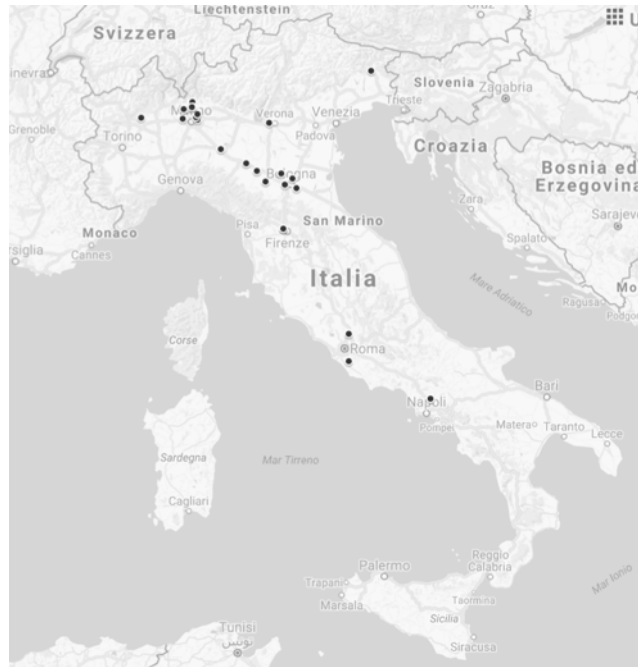 Liechtenstein
Graz
U
Svizzera
Slovenia
Zagabria
Milano
Verona
Venezia
Trieste
Padova
Grenoble
Torino
Croazia
Bologna
Genova
Bosnia ed
Erzegovina
Zara
San Marino
Sarajevo
Monaco
Pisa
Firenze
Cannes
Spalato
Italia
Mare Adriatico
Ragusa
Corse
Roma
Bari
Napoli
Pompei
Matera
Taranto
Lecce
Sardegna
Mar Tirreno
Cagliari
Reggio
Calabria
Palermo
Trapani
Marsala
Taormina
Mar Ionio
Sicilia
Siracusa
Tunisi
تونس